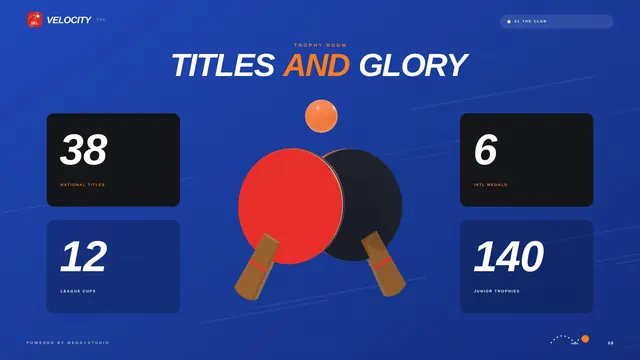 VELOCITY TTC
01 THE CLUB
TROPHY ROOM
TITLES AND GLORY
38
NATIONAL TITLES
6
INTL MEDALS
12
LEAGUE CUPS
140
JUNIOR TROPHIES
POWERED BY WEGGYSTUDIO